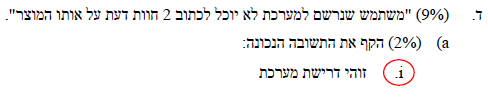 ד. (9%) "משתמש שנרשם למערכת לא יוכל לכתוב 2 חוות דעת על אותו המוצר".
a) (2%) הקף את התשובה הנכונה:
i. זוהי דרישת מערכת